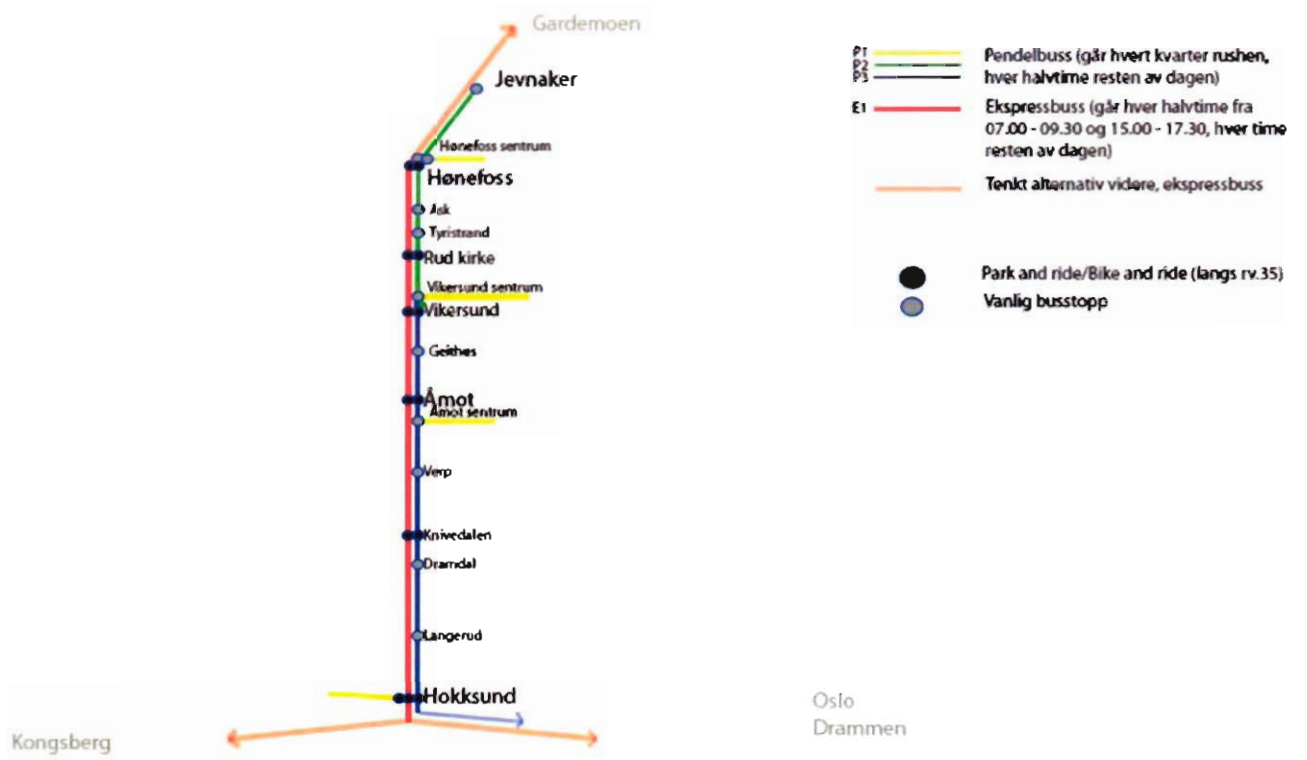 Gardemoen
Jevnaker
Hønefoss sentrum
Hønefoss
Ask
Tyristrand
Rud kirke
Vikersund sentrum
Vikersund
Geithus
Åmot
Åmot sentrum
Verp
Knivedalen
Dramdal
Langerud
Hokksund
Kongsberg
Oslo
Drammen
P1
P2
P3
Pendelbuss (går hvert kvarter rushen,
hver halvtime resten av dagen)
E1
Ekspressbuss (går hver halvtime fra
07.00 - 09.30 og 15.00 - 17.30, hver time
resten av dagen)
Tenkt alternativ videre, ekspressbuss
Park and ride/Bike and ride (langs rv.35)
Vanlig busstopp